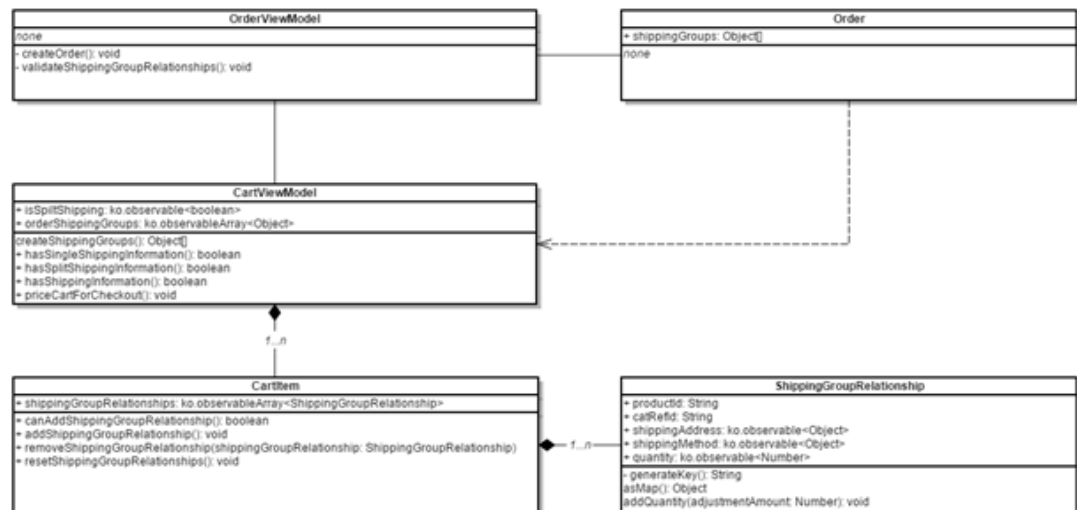 OrderViewModel
none
- createOrder(): void
- validateShippingGroupRelationships(): void
Order
+ shippingGroups: Object[]
none
CartViewModel
+ isSpiltShipping: ko.observable<boolean>
+ orderShippingGroups: ko.observableArray<Object>
createShippingGroups(): Object[]
+ hasSingleShippingInformation(): boolean
+ hasSplitShippingInformation(): boolean
+ hasShippingInformation(): boolean
+ priceCartForCheckout(): void
1...n
CartItem
+ shippingGroupRelationships: ko.observableArray<ShippingGroupRelationship>
+ canAddShippingGroupRelationship(): boolean
+ addShippingGroupRelationship(): void
+ removeShippingGroupRelationship(shippingGroupRelationship: ShippingGroupRelationship)
+ resetShippingGroupRelationships(): void
1...n
ShippingGroupRelationship
+ productId: String
+ catRefId: String
+ shippingAddress: ko.observable<Object>
+ shippingMethod: ko.observable<Object>
+ quantity: ko.observable<Number>
- generateKey(): String
asMap(): Object
addQuantity(adjustmentAmount: Number): void